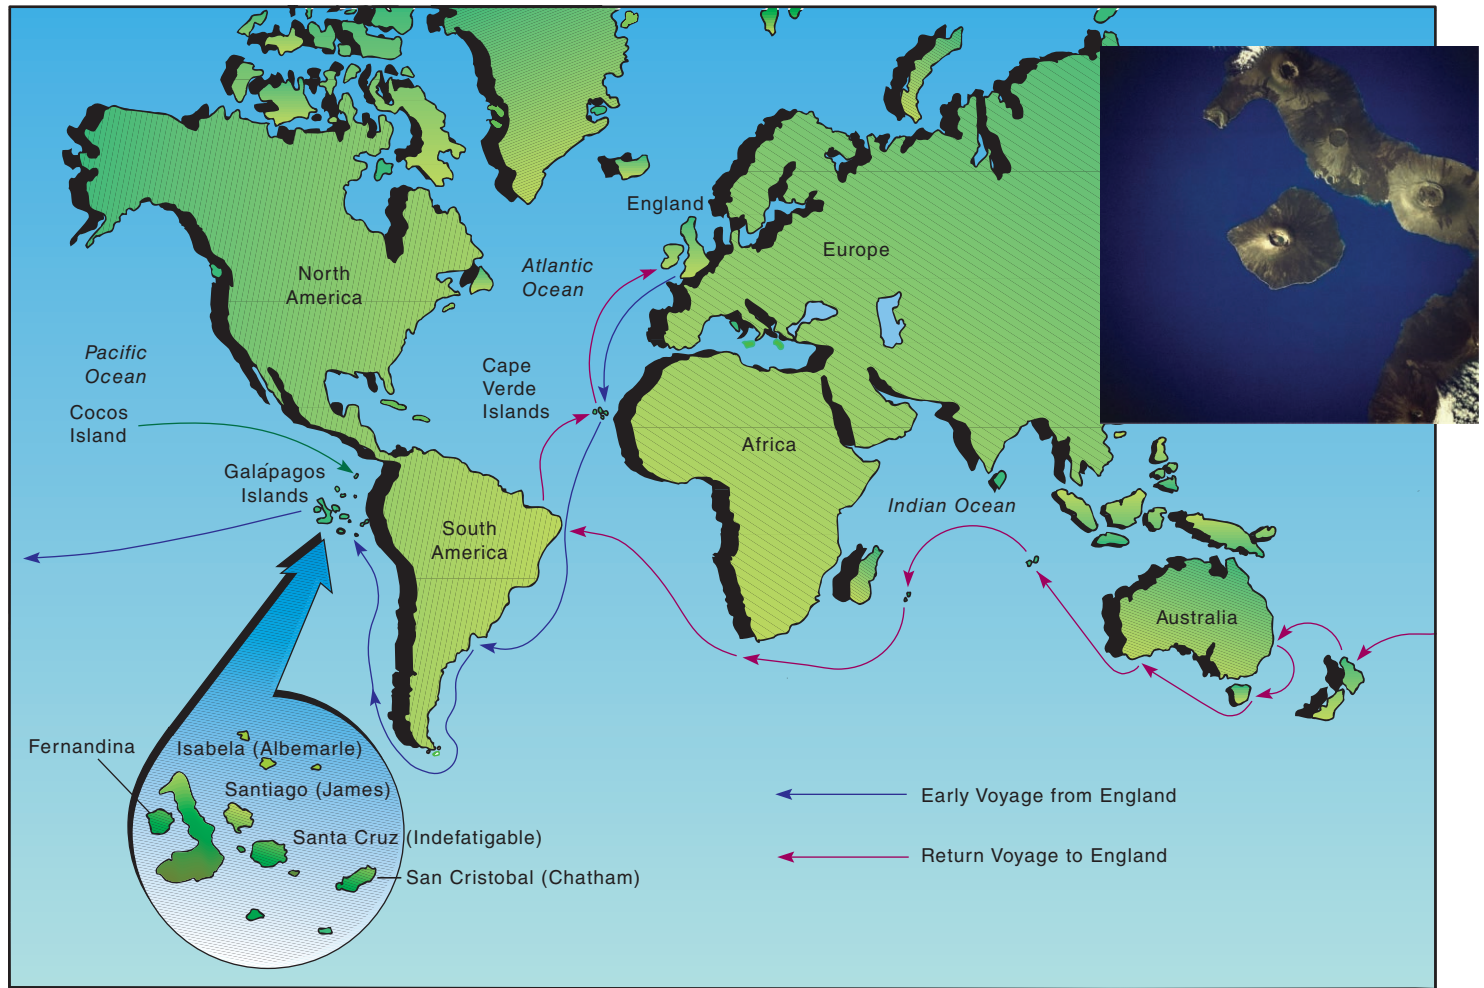 England
Europe
Atlantic
Ocean
North
America
Pacific
Ocean
Cape
Verde
Islands
Cocos
Island
Africa
Galápagos
Islands
Indian Ocean
South
America
Australia
Fernandina
Isabela (Albemarle)
Santiago (James)
Santa Cruz (Indefatigable)
San Cristobal (Chatham)
Early Voyage from England
Return Voyage to England